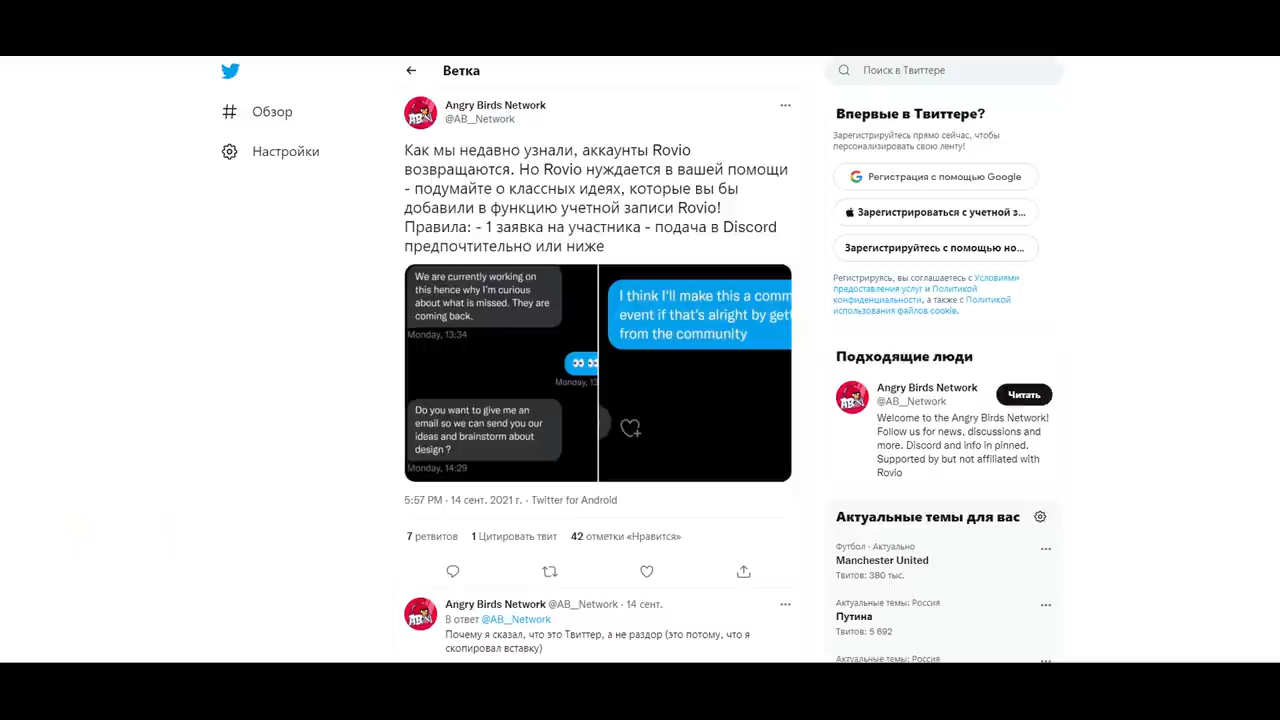 Обзор
Настройки
Ветка
Angry Birds Network
@AB__Network
Как мы недавно узнали, аккаунты Rovio
возвращаются. Но Rovio нуждается в вашей помощи
- подумайте о классных идеях, которые вы бы
добавили в функцию учетной записи Rovio!
Правила: - 1 заявка на участника - подача в Discord
предпочтительно или ниже
We are currently working on
this hence why I'm curious
about what is missed. They are
coming back.
Monday, 13:34
👀 👀
Monday, 13
Do you want to give me an
email so we can send you our
ideas and brainstorm about
design ?
Monday, 14:29
I think I'll make this a comm
event if that's alright by get
from the community
5:57 PM · 14 сент. 2021 г. · Twitter for Android
7 ретвитов 1 Цитировать твит 42 отметки «Нравится»
Angry Birds Network @AB__Network · 14 сент.
В ответ @AB__Network
Почему я сказал, что это Твиттер, а не раздор (это потому, что я
скопировал вставку)
Поиск в Твиттере
Впервые в Твиттере?
Зарегистрируйтесь прямо сейчас, чтобы
персонализировать свою ленту!
Регистрация с помощью Google
Зарегистрироваться с учетной з...
Зарегистрируйтесь с помощью но...
Регистрируясь, вы соглашаетесь с Условиями
предоставления услуг и Политикой
конфиденциальности, а также с Политикой
использования файлов cookie.
Подходящие люди
Angry Birds Network
@AB__Network
Читать
Welcome to the Angry Birds Network!
Follow us for news, discussions and
more. Discord and info in pinned.
Supported by but not affiliated with
Rovio
Актуальные темы для вас
Футбол · Актуально
Manchester United
Твитов: 380 тыс.
Актуальные темы: Россия
Путина
Твитов: 5 692
Актуальные темы: Россия